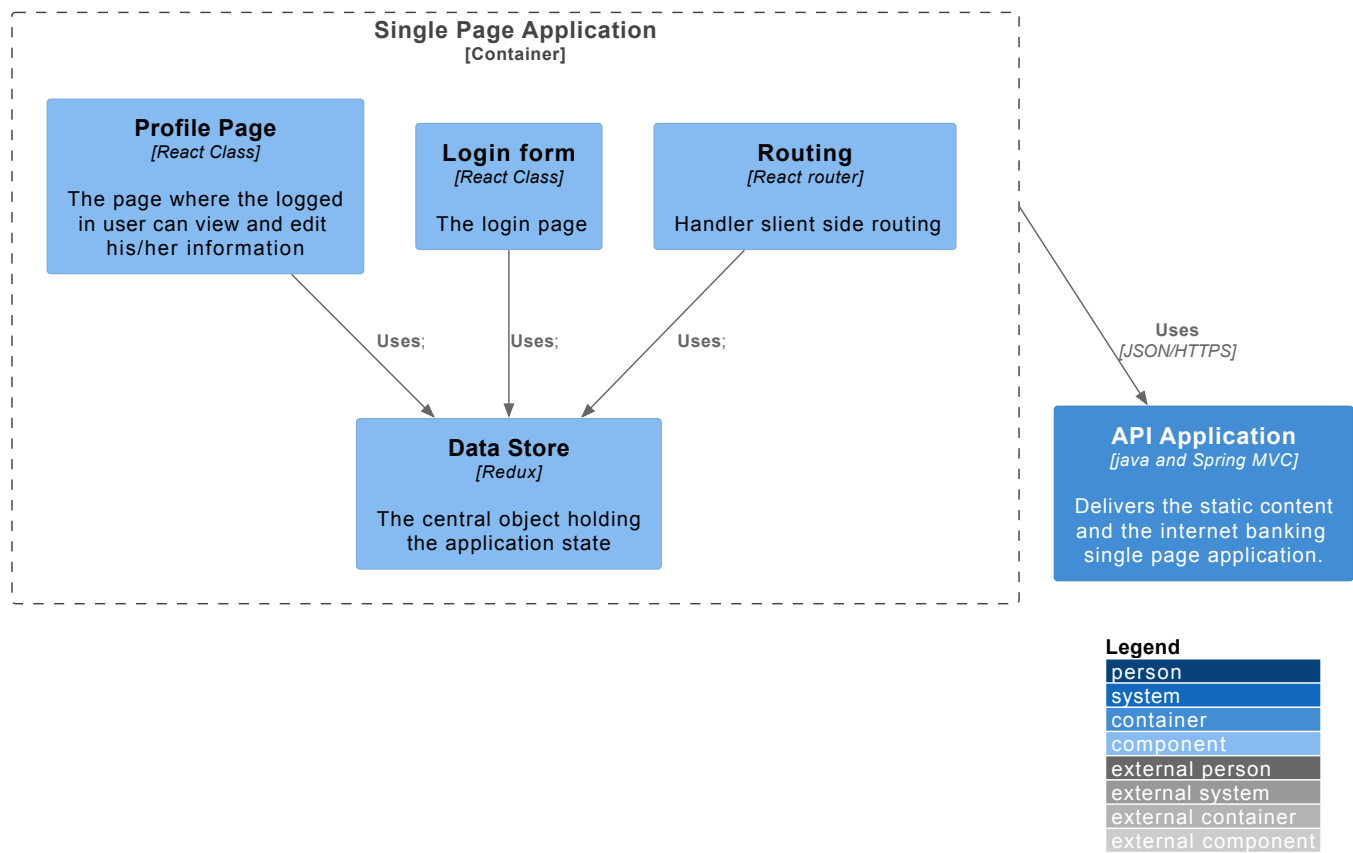 Single Page Application
[Container]
Profile Page
[React Class]
The page where the logged
in user can view and edit
his/her information
Login form
[React Class]
The login page
Routing
[React router]
Handler slient side routing
Uses;
Uses;
Uses;
Uses
[JSON/HTTPS]
Data Store
[Redux]
The central object holding
the application state
API Application
[java and Spring MVC]
Delivers the static content
and the internet banking
single page application.
Legend
person
system
container
component
external person
external system
external container
external component